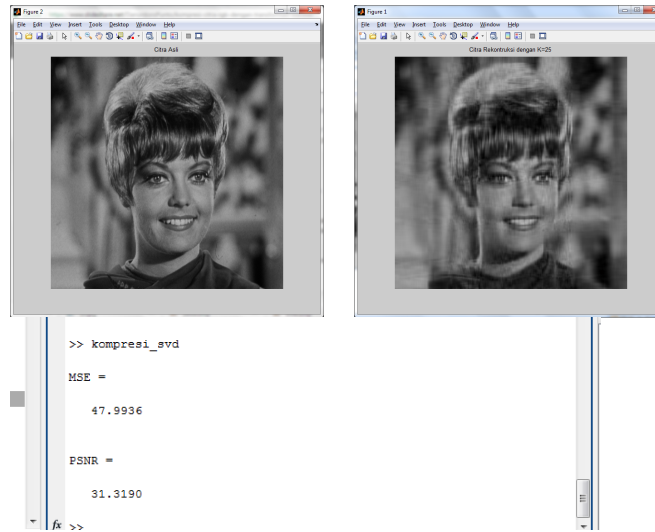 Figure 2
File Edit View Insert Tools Desktop Window Help
Citra Asli
Figure 1
File Edit View Insert Tools Desktop Window Help
Citra Rekontruksi dengan K=25
>> kompresi_svd
MSE =
47.9936
PSNR =
31.3190
fx >>